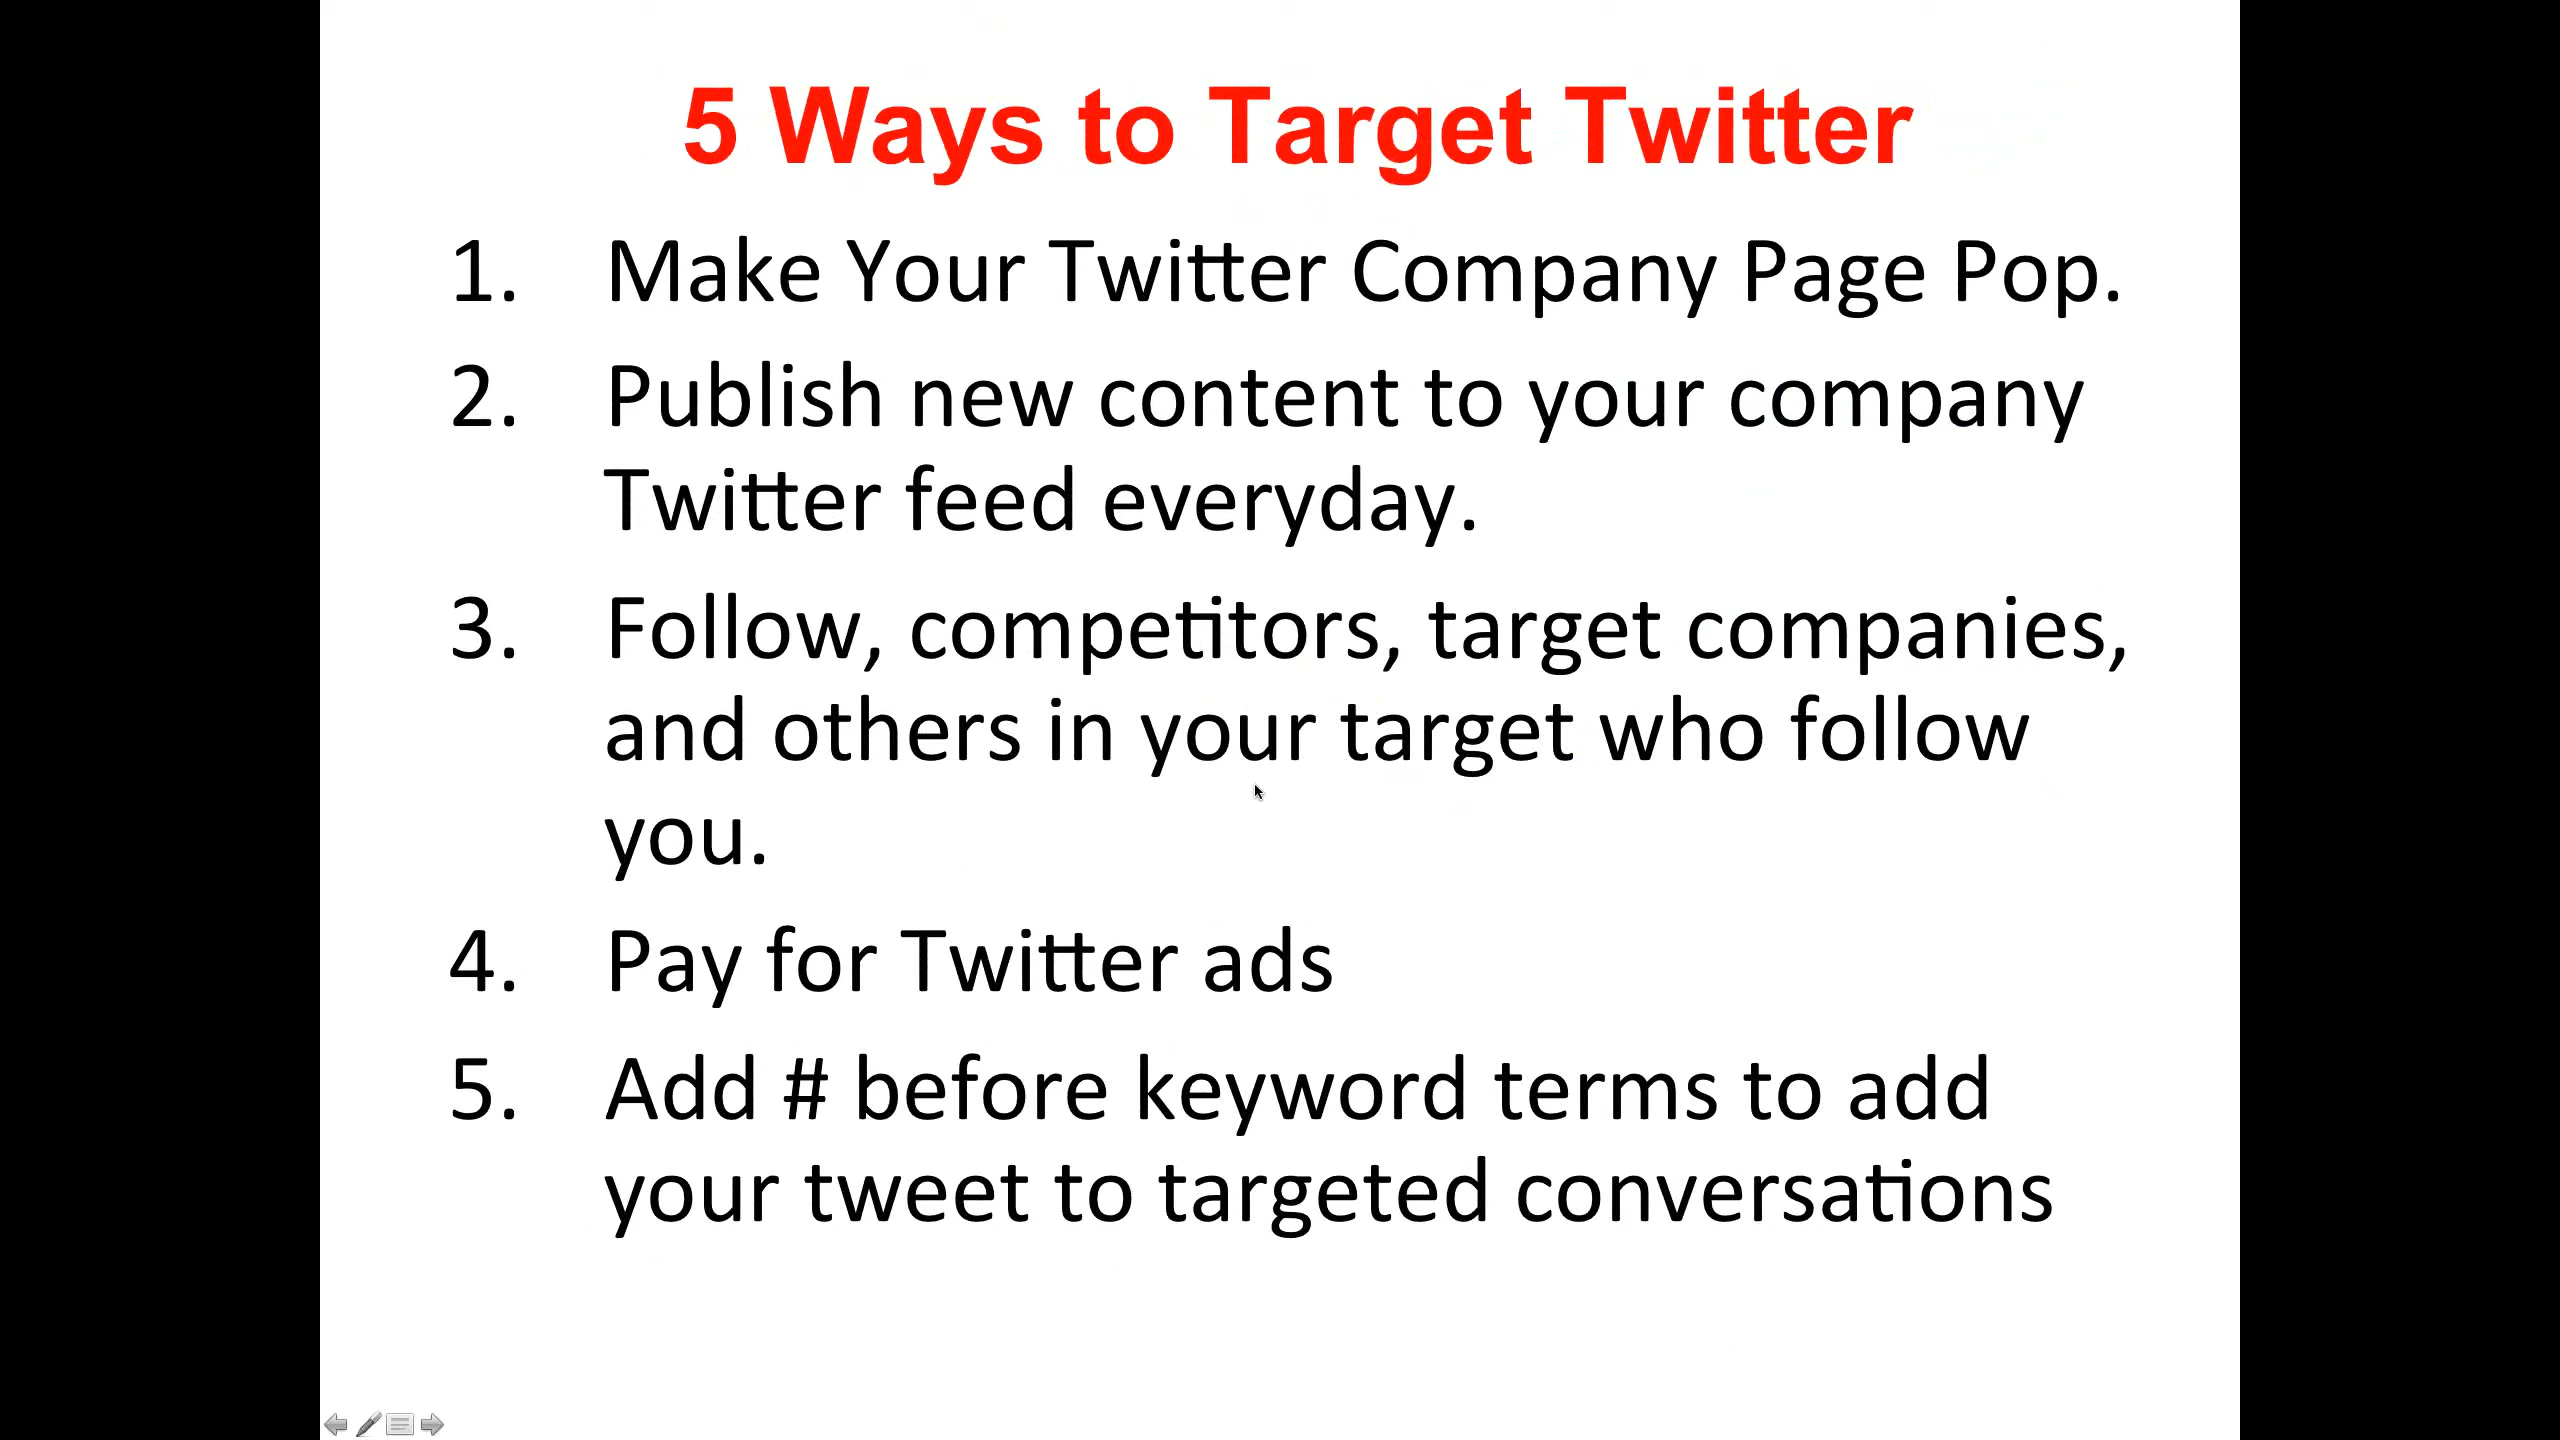 5 Ways to Target Twitter
1. Make Your Twitter Company Page Pop.
2. Publish new content to your company
Twitter feed everyday.
3. Follow, competitors, target companies,
and others in your target who follow
you.
4. Pay for Twitter ads
5. Add # before keyword terms to add
your tweet to targeted conversations